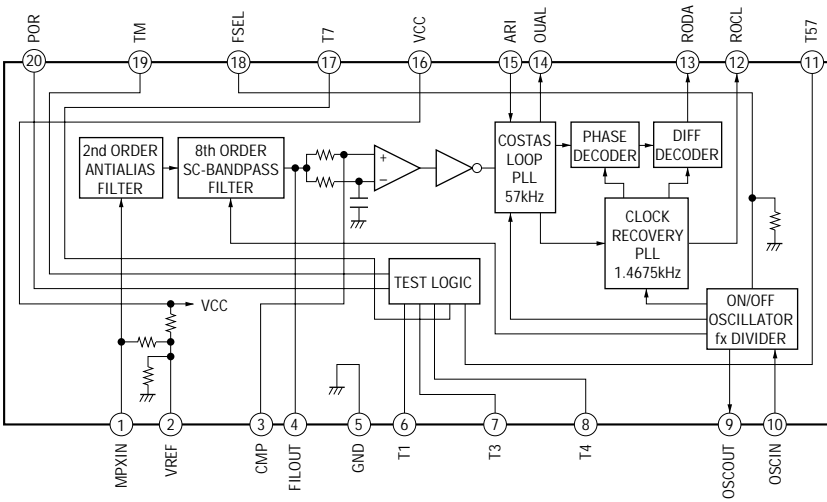 POR
TM
FSEL
T7
VCC
ARI
OUAL
RODA
ROCL
T57
20
19
18
17
16
15
14
13
12
11
2nd ORDER
ANTIALIAS
FILTER
8th ORDER
SC-BANDPASS
FILTER
+
−
COSTAS
LOOP
PLL
57kHz
PHASE
DECODER
DIFF
DECODER
CLOCK
RECOVERY
PLL
1.4675kHz
TEST LOGIC
VCC
ON/OFF
OSCILLATOR
fx DIVIDER
1
2
3
4
5
6
7
8
9
10
MPXIN
VREF
CMP
FILOUT
GND
T1
T3
T4
OSCOUT
OSCIN